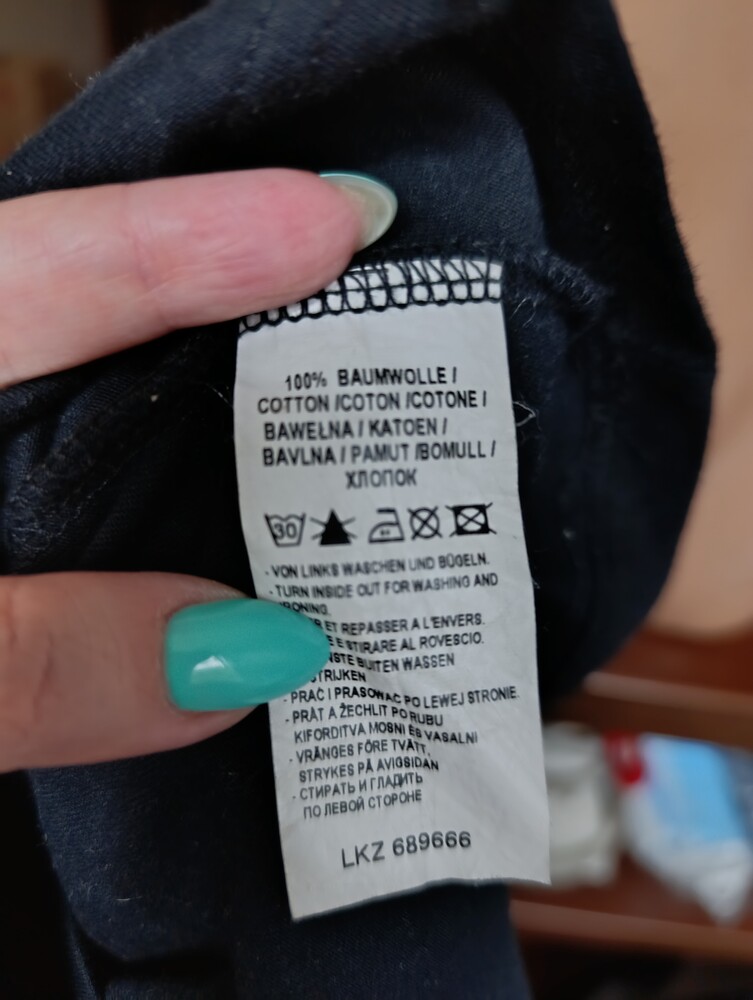 100% BAUMWOLLE /
COTTON /COTON /COTONE /
BAWEŁNA / KATOEN /
BAVLNA / PAMUT /BOMULL /
ХЛОПОК
30
- VON LINKS WASCHEN UND BÜGELN.
- TURN INSIDE OUT FOR WASHING AND
IRONING.
ET REPASSER A L'ENVERS.
E STIRARE AL ROVESCIO.
BUITEN WASSEN
- PRAĆ I PRASOWAĆ PO LEWEJ STRONIE.
- PRÁT A ŽEHLIT PO RUBU
KIFORDITVA MOSNI ÉS VASALNI
- VRÄNGES FÖRE TVÄTT,
STRYKES PÅ AVIGSIDAN
- СТИРАТЬ И ГЛАДИТЬ
ПО ЛЕВОЙ СТОРОНЕ
LKZ 689666